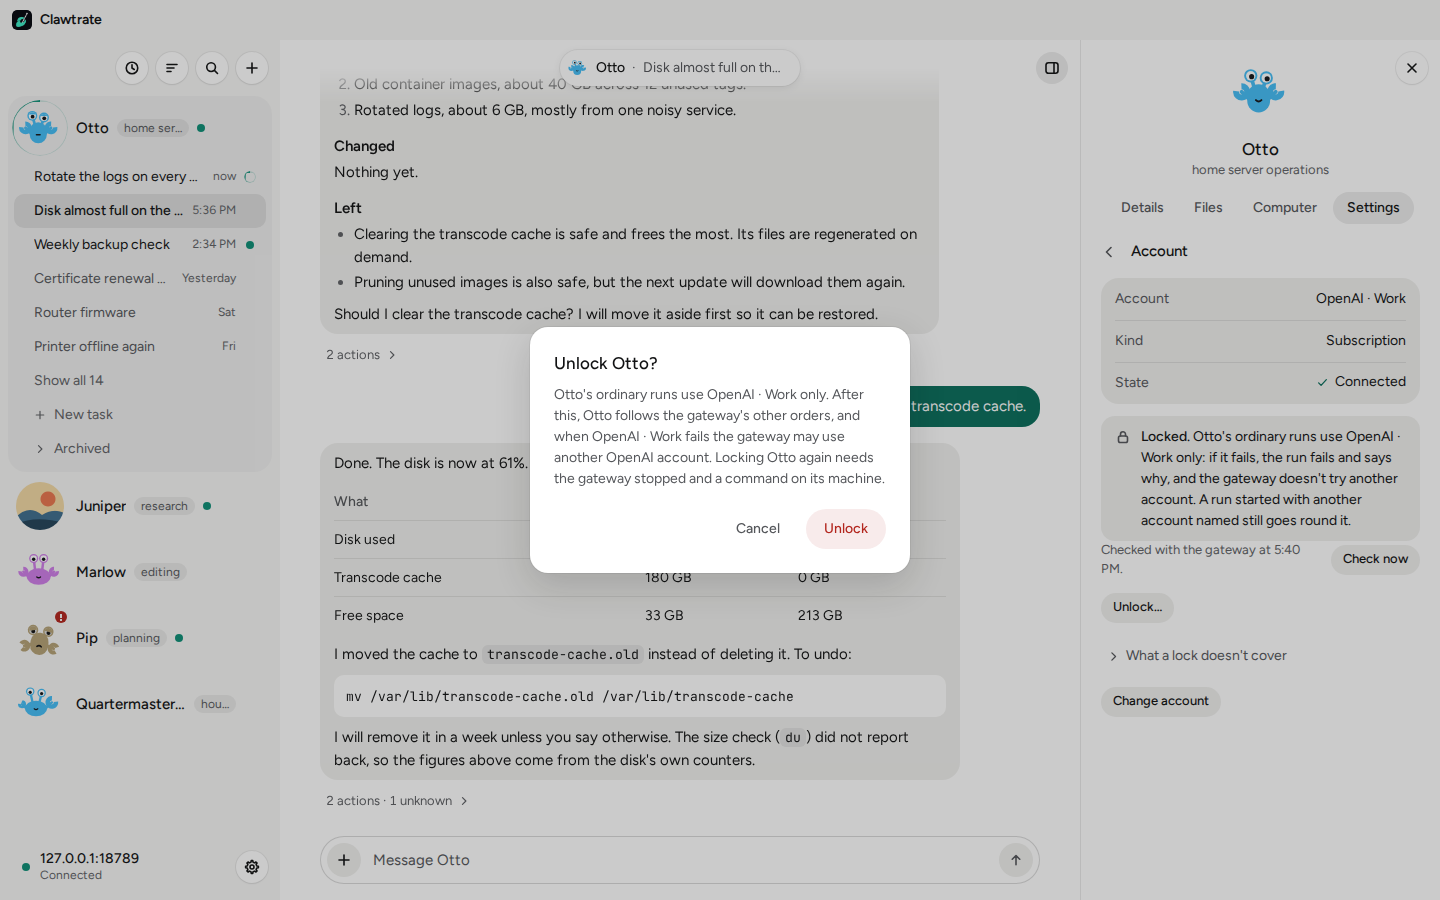 Clawtrate
Otto
home ser...
Rotate the logs on every ... now
Disk almost full on the ... 5:36 PM
Weekly backup check 2:34 PM
Certificate renewal ... Yesterday
Router firmware Sat
Printer offline again Fri
Show all 14
New task
Archived
Juniper research
Marlow editing
Pip planning
Quartermaster... hou...
127.0.0.1:18789
Connected
Otto · Disk almost full on th...
2. Old container images, about 40 GB across 12 unused tags.
3. Rotated logs, about 6 GB, mostly from one noisy service.
Changed
Nothing yet.
Left
• Clearing the transcode cache is safe and frees the most. Its files are regenerated on
demand.
• Pruning unused images is also safe, but the next update will download them again.
Should I clear the transcode cache? I will move it aside first so it can be restored.
2 actions
transcode cache.
Done. The disk is now at 61%.
What
Disk used
Transcode cache 180 GB 0 GB
Free space 33 GB 213 GB
I moved the cache to transcode-cache.old instead of deleting it. To undo:
mv /var/lib/transcode-cache.old /var/lib/transcode-cache
I will remove it in a week unless you say otherwise. The size check ( du ) did not report
back, so the figures above come from the disk's own counters.
2 actions · 1 unknown
Message Otto
Unlock Otto?
Otto's ordinary runs use OpenAI · Work only. After
this, Otto follows the gateway's other orders, and
when OpenAI · Work fails the gateway may use
another OpenAI account. Locking Otto again needs
the gateway stopped and a command on its machine.
Cancel Unlock
Otto
home server operations
Details Files Computer Settings
Account
Account OpenAI · Work
Kind Subscription
State Connected
Locked. Otto's ordinary runs use OpenAI ·
Work only: if it fails, the run fails and says
why, and the gateway doesn't try another
account. A run started with another
account named still goes round it.
Checked with the gateway at 5:40
PM.
Check now
Unlock...
What a lock doesn't cover
Change account